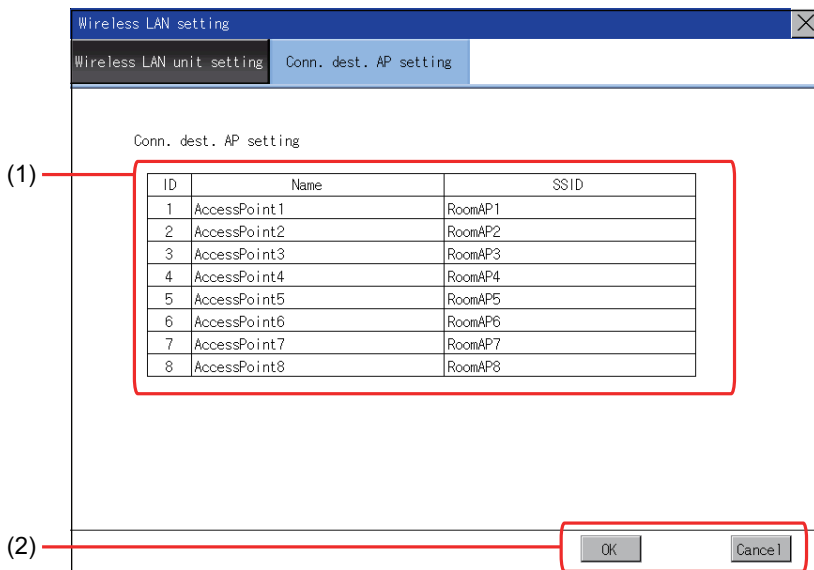 Wireless LAN setting
Wireless LAN unit setting Conn. dest. AP setting
Conn. dest. AP setting
(1)
ID Name SSID
1 AccessPoint1 RoomAP1
2 AccessPoint2 RoomAP2
3 AccessPoint3 RoomAP3
4 AccessPoint4 RoomAP4
5 AccessPoint5 RoomAP5
6 AccessPoint6 RoomAP6
7 AccessPoint7 RoomAP7
8 AccessPoint8 RoomAP8
(2)
OK Cancel